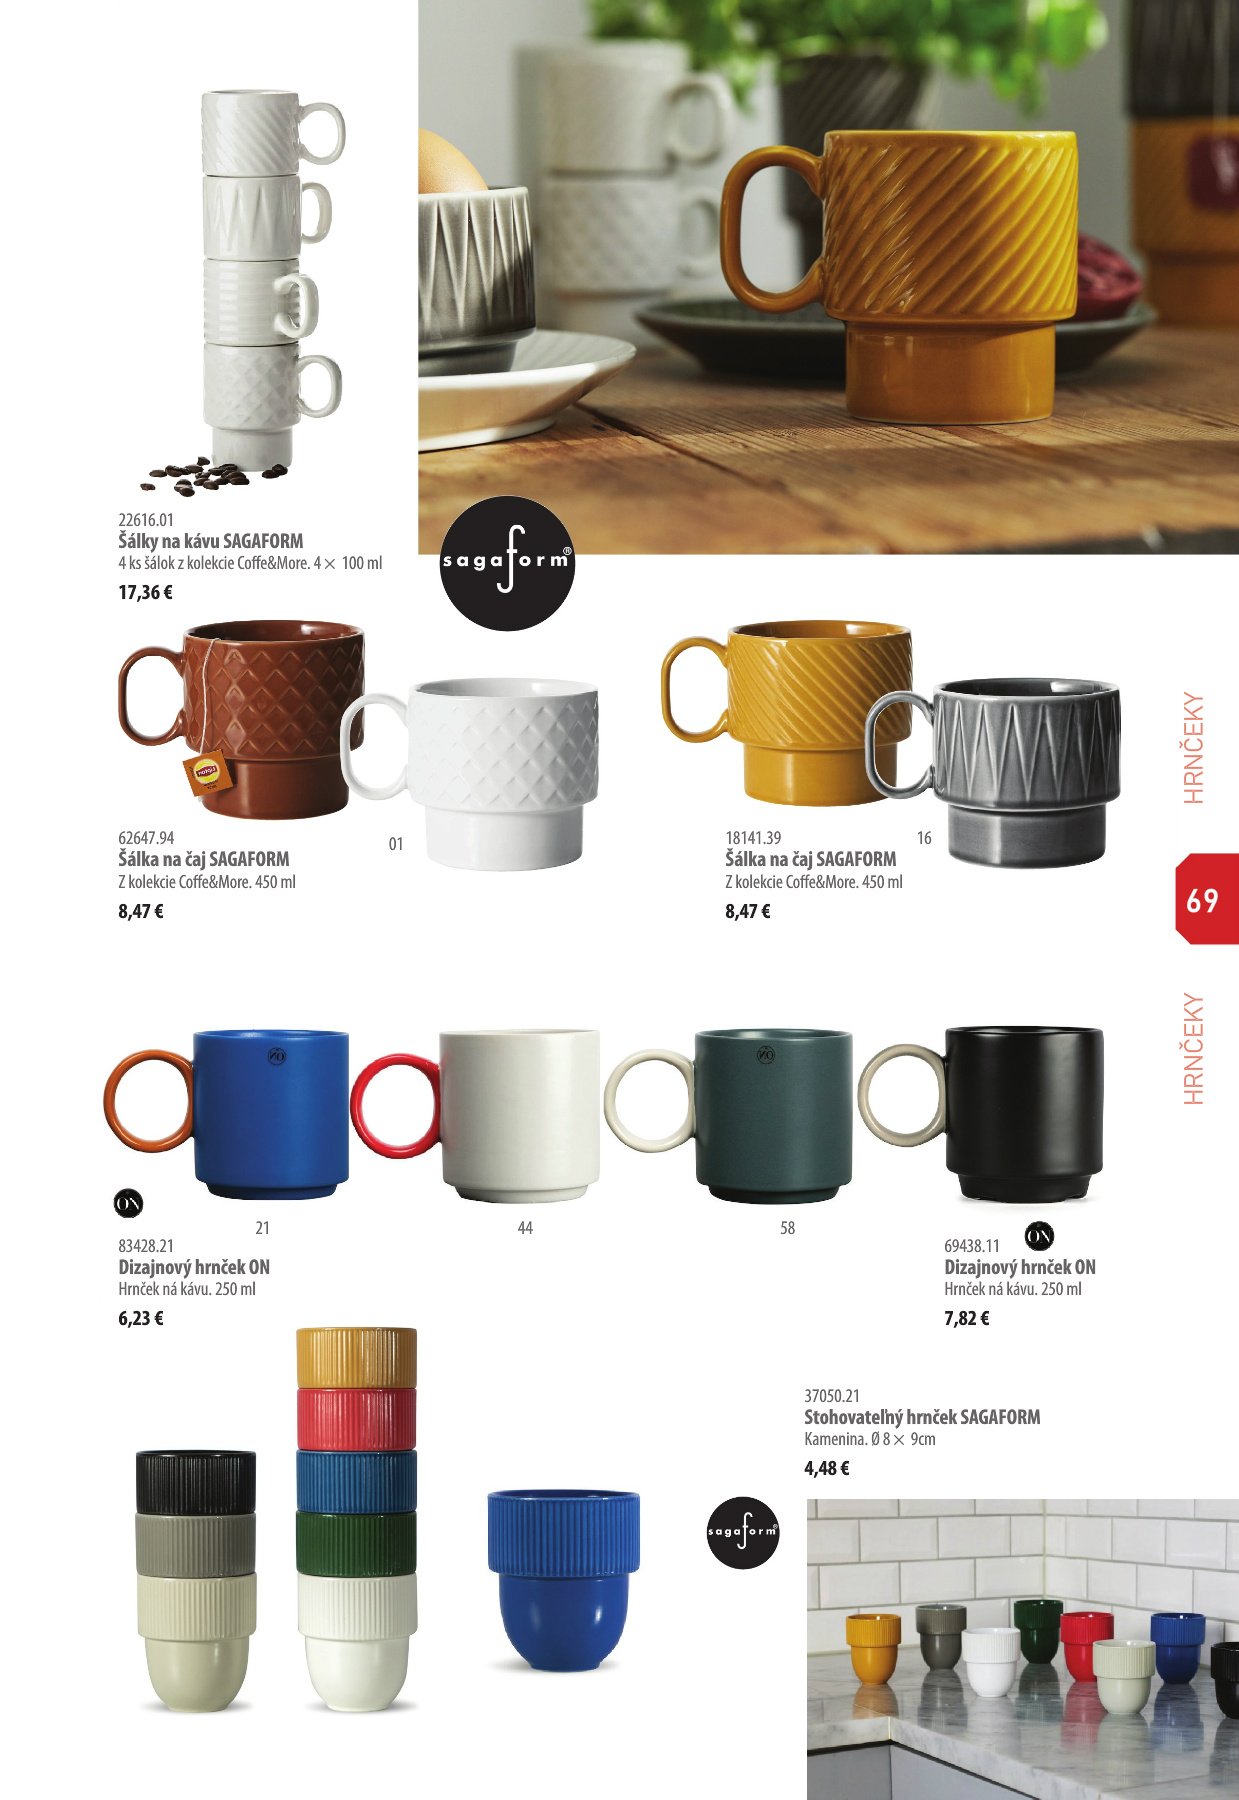 22616.01
Šálky na kávu SAGAFORM
4 ks šálok z kolekcie Coffe&More. 4 × 100 ml
17,36 €
sagaform®
62647.94
Šálka na čaj SAGAFORM
Z kolekcie Coffe&More. 450 ml
8,47 €
01
18141.39
Šálka na čaj SAGAFORM
Z kolekcie Coffe&More. 450 ml
8,47 €
16
HRNČEKY
69
HRNČEKY
ON
21
44
58
83428.21
Dizajnový hrnček ON
Hrnček ná kávu. 250 ml
6,23 €
ON
69438.11
Dizajnový hrnček ON
Hrnček ná kávu. 250 ml
7,82 €
37050.21
Stohovateľný hrnček SAGAFORM
Kamenina. Ø 8 × 9cm
4,48 €
sagaform®